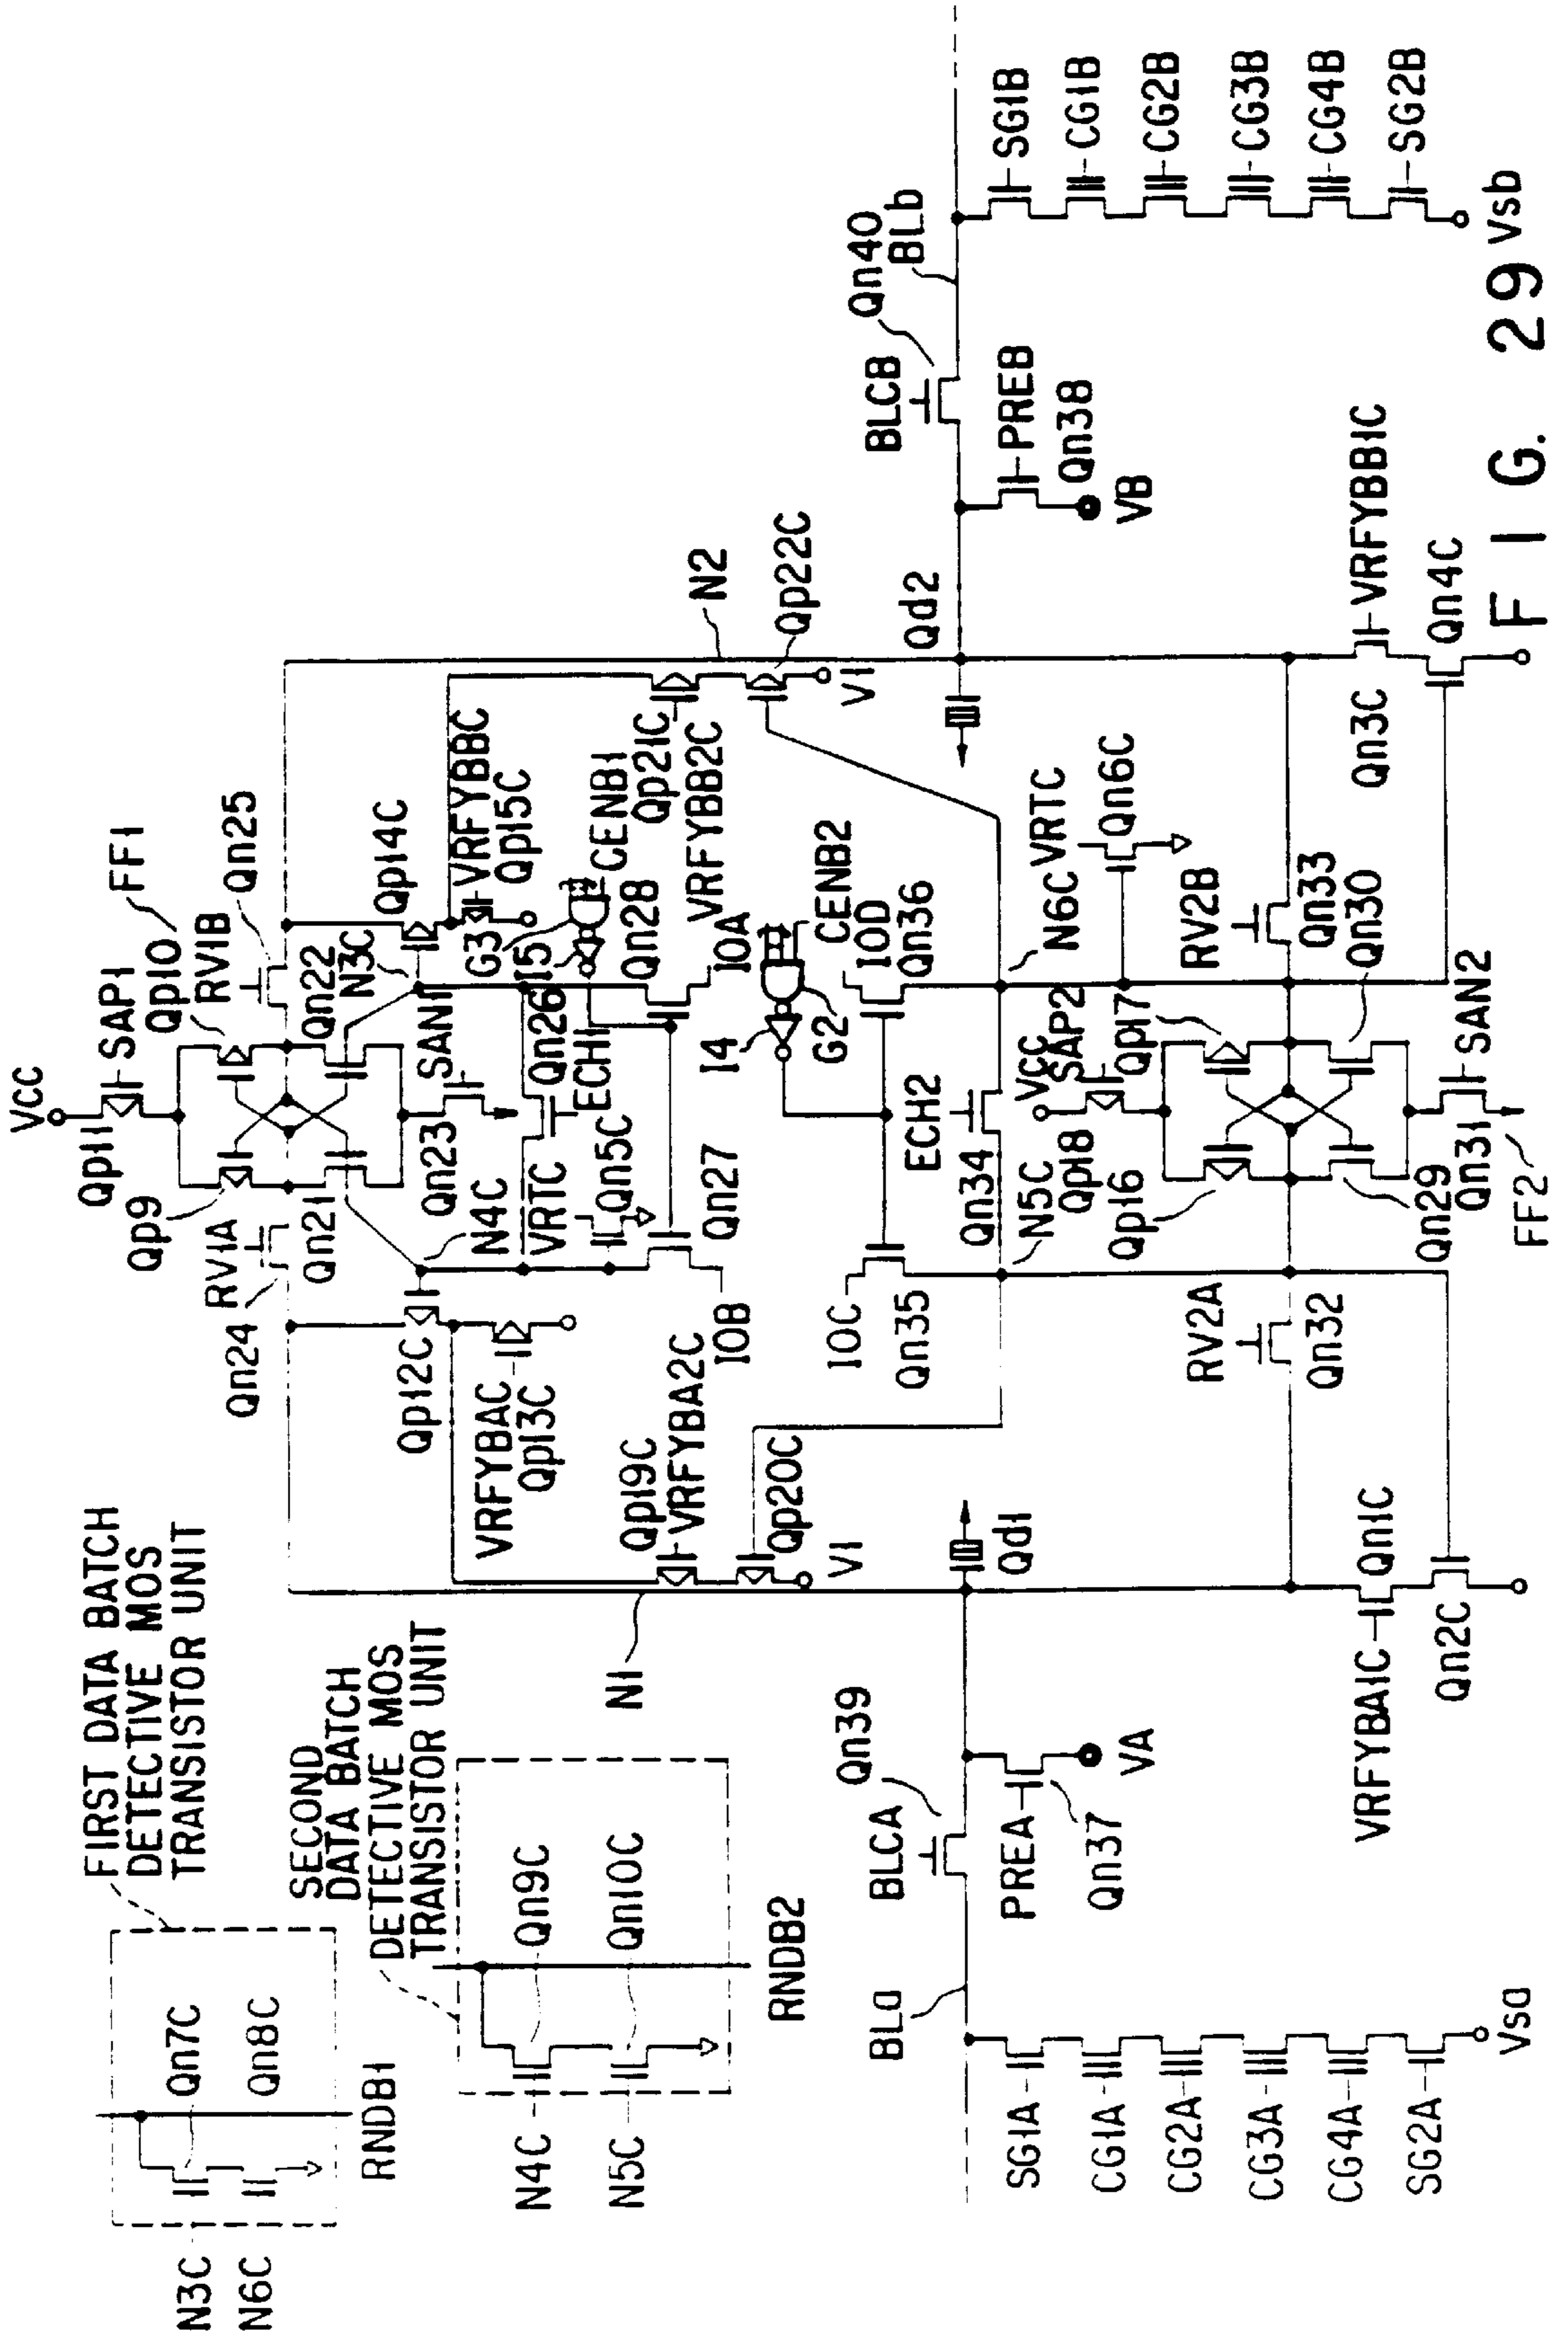 VCC
Qp11
SAP1
Qp10
FF1
RV1B
Qn25
Qp9
RV1A
Qn24
Qn21
Qn22
N3C
Qp14C
SAN1
Qn23
N4C
VRTC
Qn5C
Qn26
ECH1
G3
I5
VRFYBBC
Qp15C
CENB1
Qp21C
VRFYBB2C
Qn28
IOA
Qn27
IOB
Qp12C
VRFYBAC
Qp13C
Qp19C
VRFYBA2C
Qp20C
V1
N1
N2
Qp22C
V1
FIRST DATA BATCH
DETECTIVE MOS
TRANSISTOR UNIT
Qn7C
Qn8C
N3C
N6C
RNDB1
SECOND
DATA BATCH
DETECTIVE MOS
TRANSISTOR UNIT
Qn9C
Qn10C
N4C
N5C
RNDB2
I4
G2
CENB2
IOD
Qn36
IOC
Qn35
ECH2
Qn34
N5C
N6C
VRTC
Qn6C
Vcc
SAP2
Qp18
Qp17
Qp16
RV2B
Qn33
Qn30
RV2A
Qn32
Qn29
Qn31
SAN2
FF2
Qd1
Qd2
BLa
BLCA
Qn39
PREA
Qn37
VA
VRFYBA1C
Qn1C
Qn2C
SG1A
CG1A
CG2A
CG3A
CG4A
SG2A
Vsa
BLCB
Qn40
BLb
PREB
Qn38
VB
VRFYBB1C
Qn3C
Qn4C
SG1B
CG1B
CG2B
CG3B
CG4B
SG2B
Vsb
FIG. 29